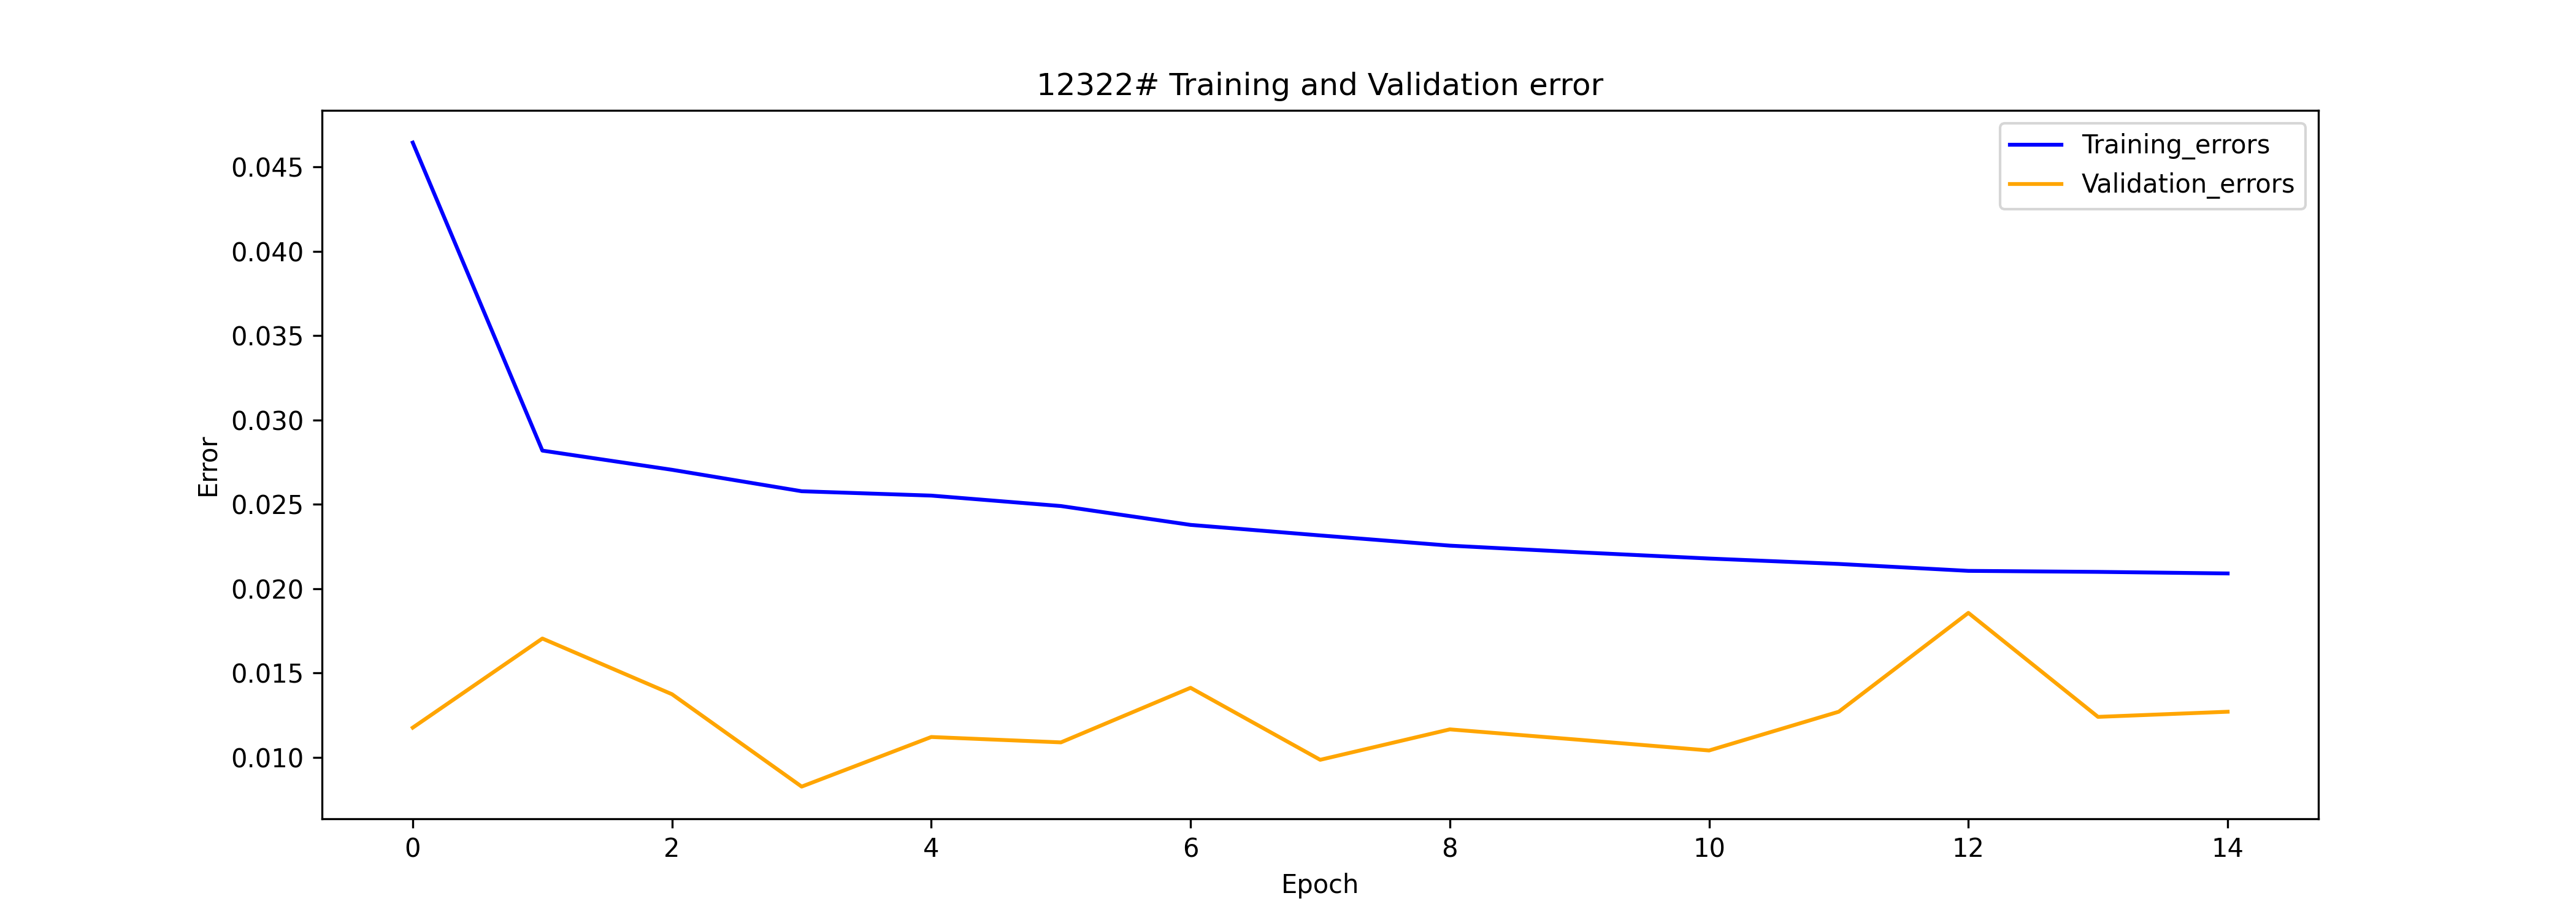 12322# Training and Validation error
Training_errors
Validation_errors
Error
0.045
0.040
0.035
0.030
0.025
0.020
0.015
0.010
0 2 4 6 8 10 12 14
Epoch